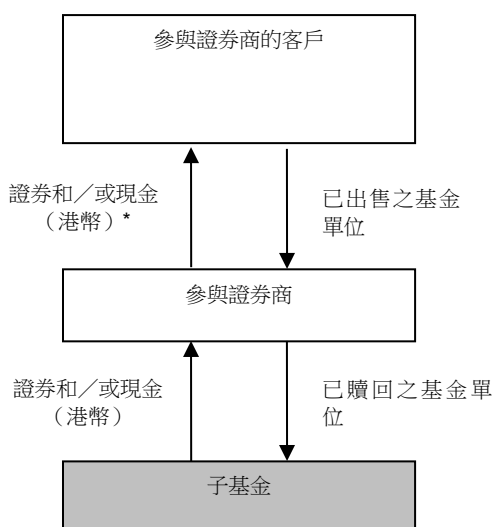 參與證券商的客戶
證券和／或現金
（港幣）*
已出售之基金
單位
參與證券商
證券和／或現金
（港幣）
已贖回之基金單
位
子基金